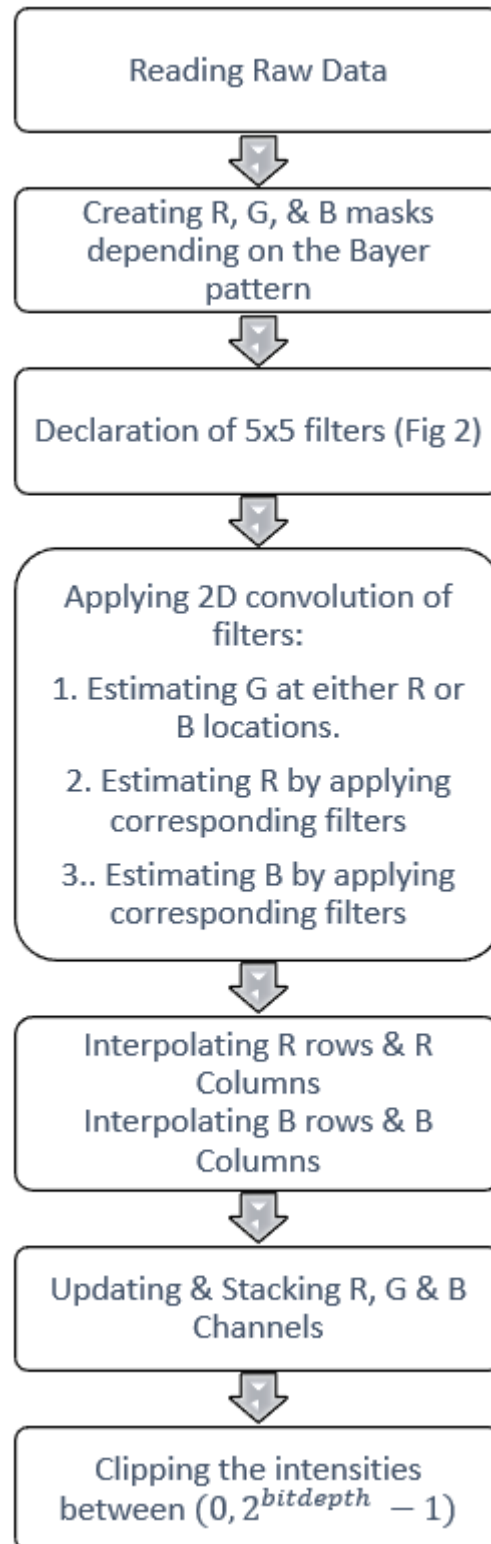 Reading Raw Data
Creating R, G, & B masks
depending on the Bayer
pattern
Declaration of 5x5 filters (Fig 2)
Applying 2D convolution of
filters:
1. Estimating G at either R or
B locations.
2. Estimating R by applying
corresponding filters
3.. Estimating B by applying
corresponding filters
Interpolating R rows & R
Columns
Interpolating B rows & B
Columns
Updating & Stacking R, G & B
Channels
Clipping the intensities
between (0, 2^{bitdepth} − 1)